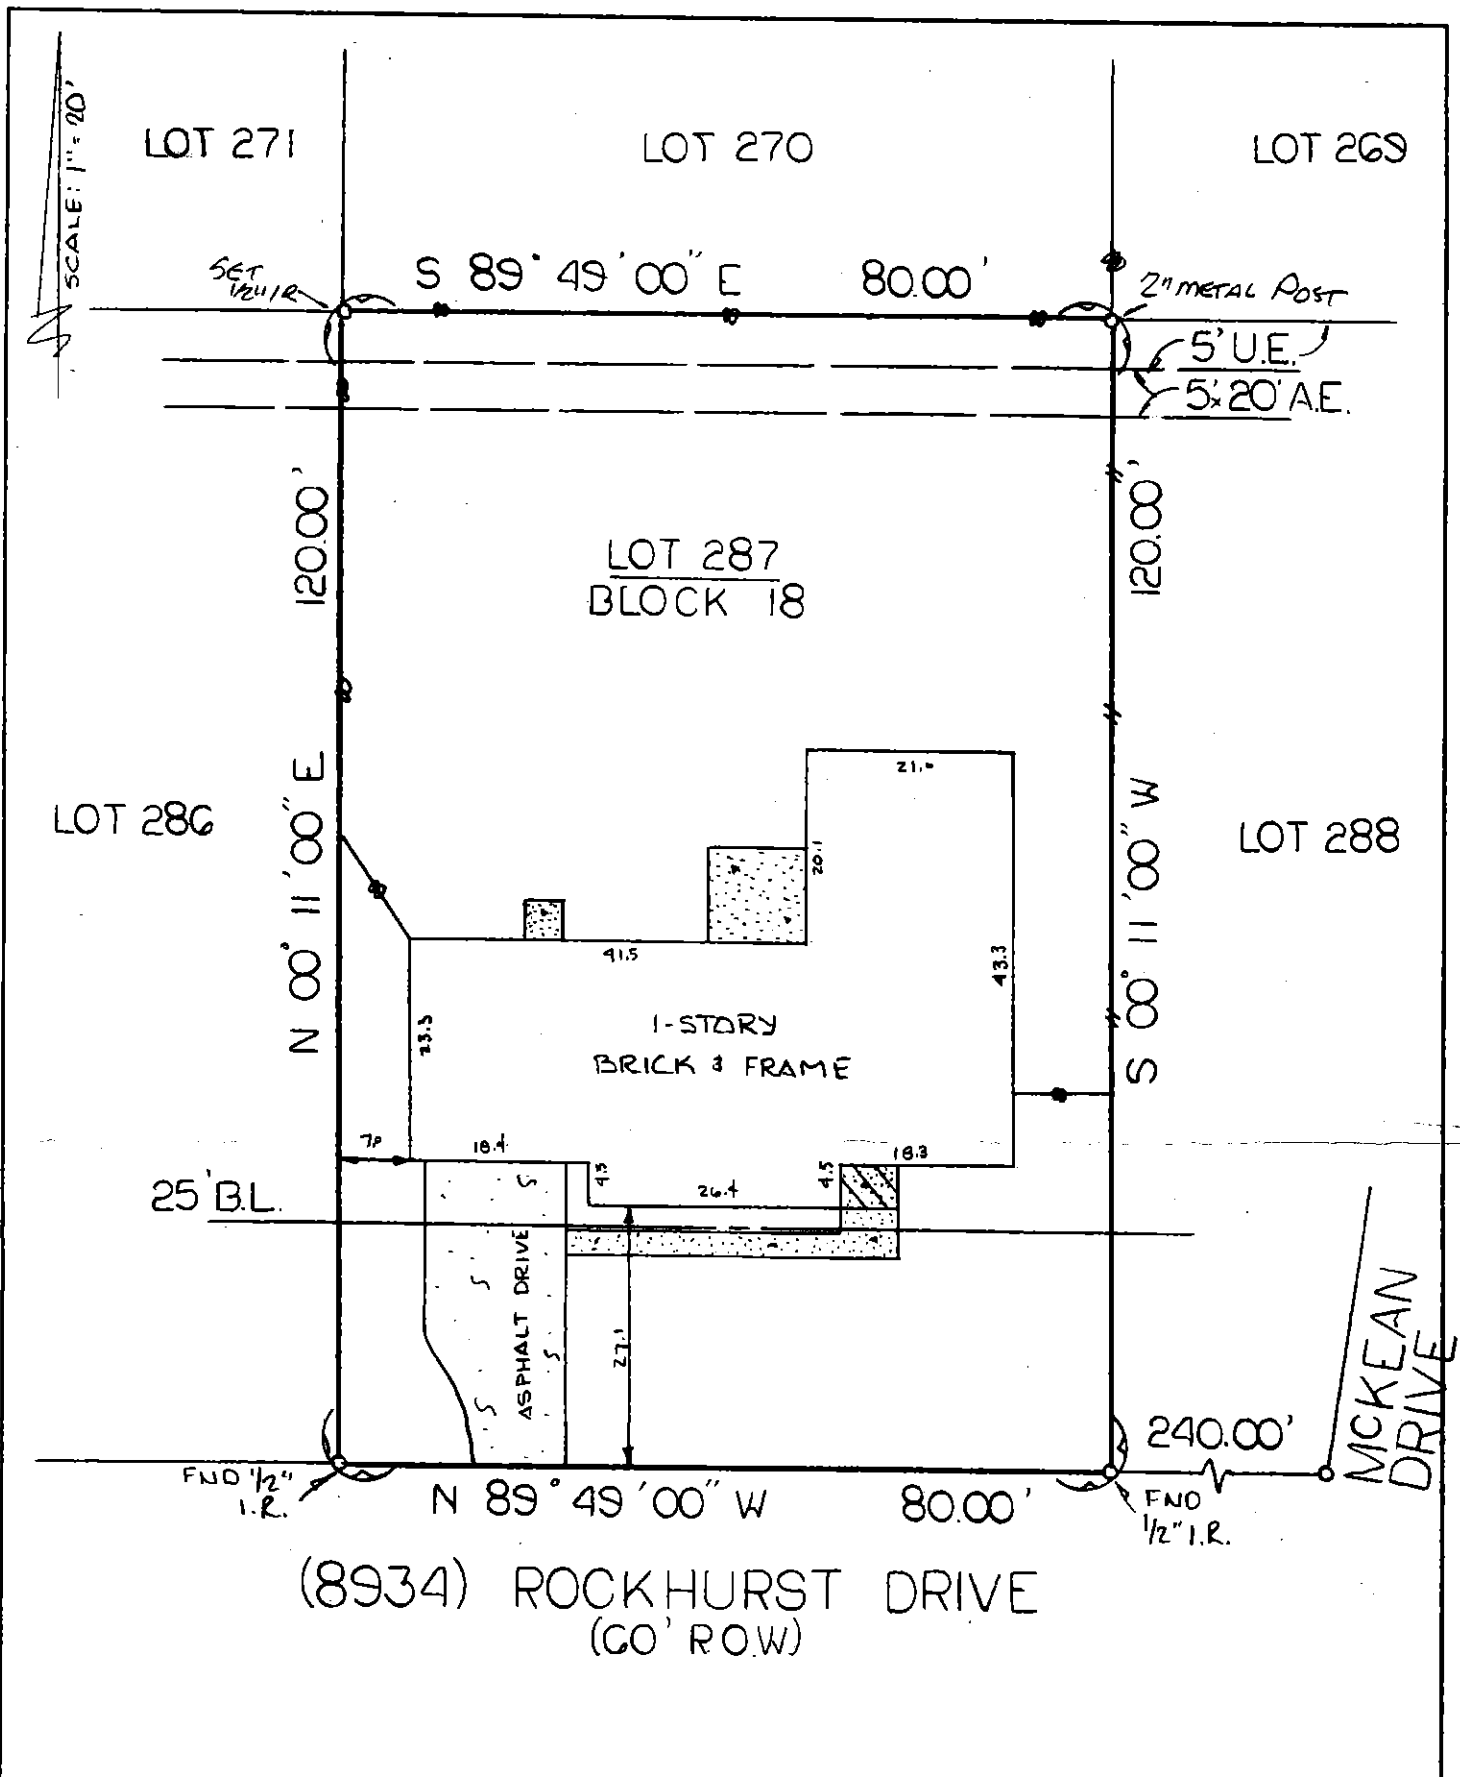 SCALE: 1" = 20'
LOT 271
LOT 270
LOT 269
SET
1/2" I.R.
S 89° 49' 00" E 80.00'
2" METAL POST
5' U.E.
5'x20' A.E.
120.00'
N 00° 11' 00" E
120.00'
S 00° 11' 00" W
LOT 287
BLOCK 18
LOT 286
LOT 288
21.0
20.1
41.5
43.3
23.3
1-STORY
BRICK & FRAME
7.0
18.4
4.5
26.4
4.5
18.3
25' B.L.
ASPHALT DRIVE
27.1
MCKEAN
DRIVE
240.00'
FND 1/2"
I.R.
N 89° 49' 00" W 80.00'
FND
1/2" I.R.
(8934) ROCKHURST DRIVE
(60' R.O.W)